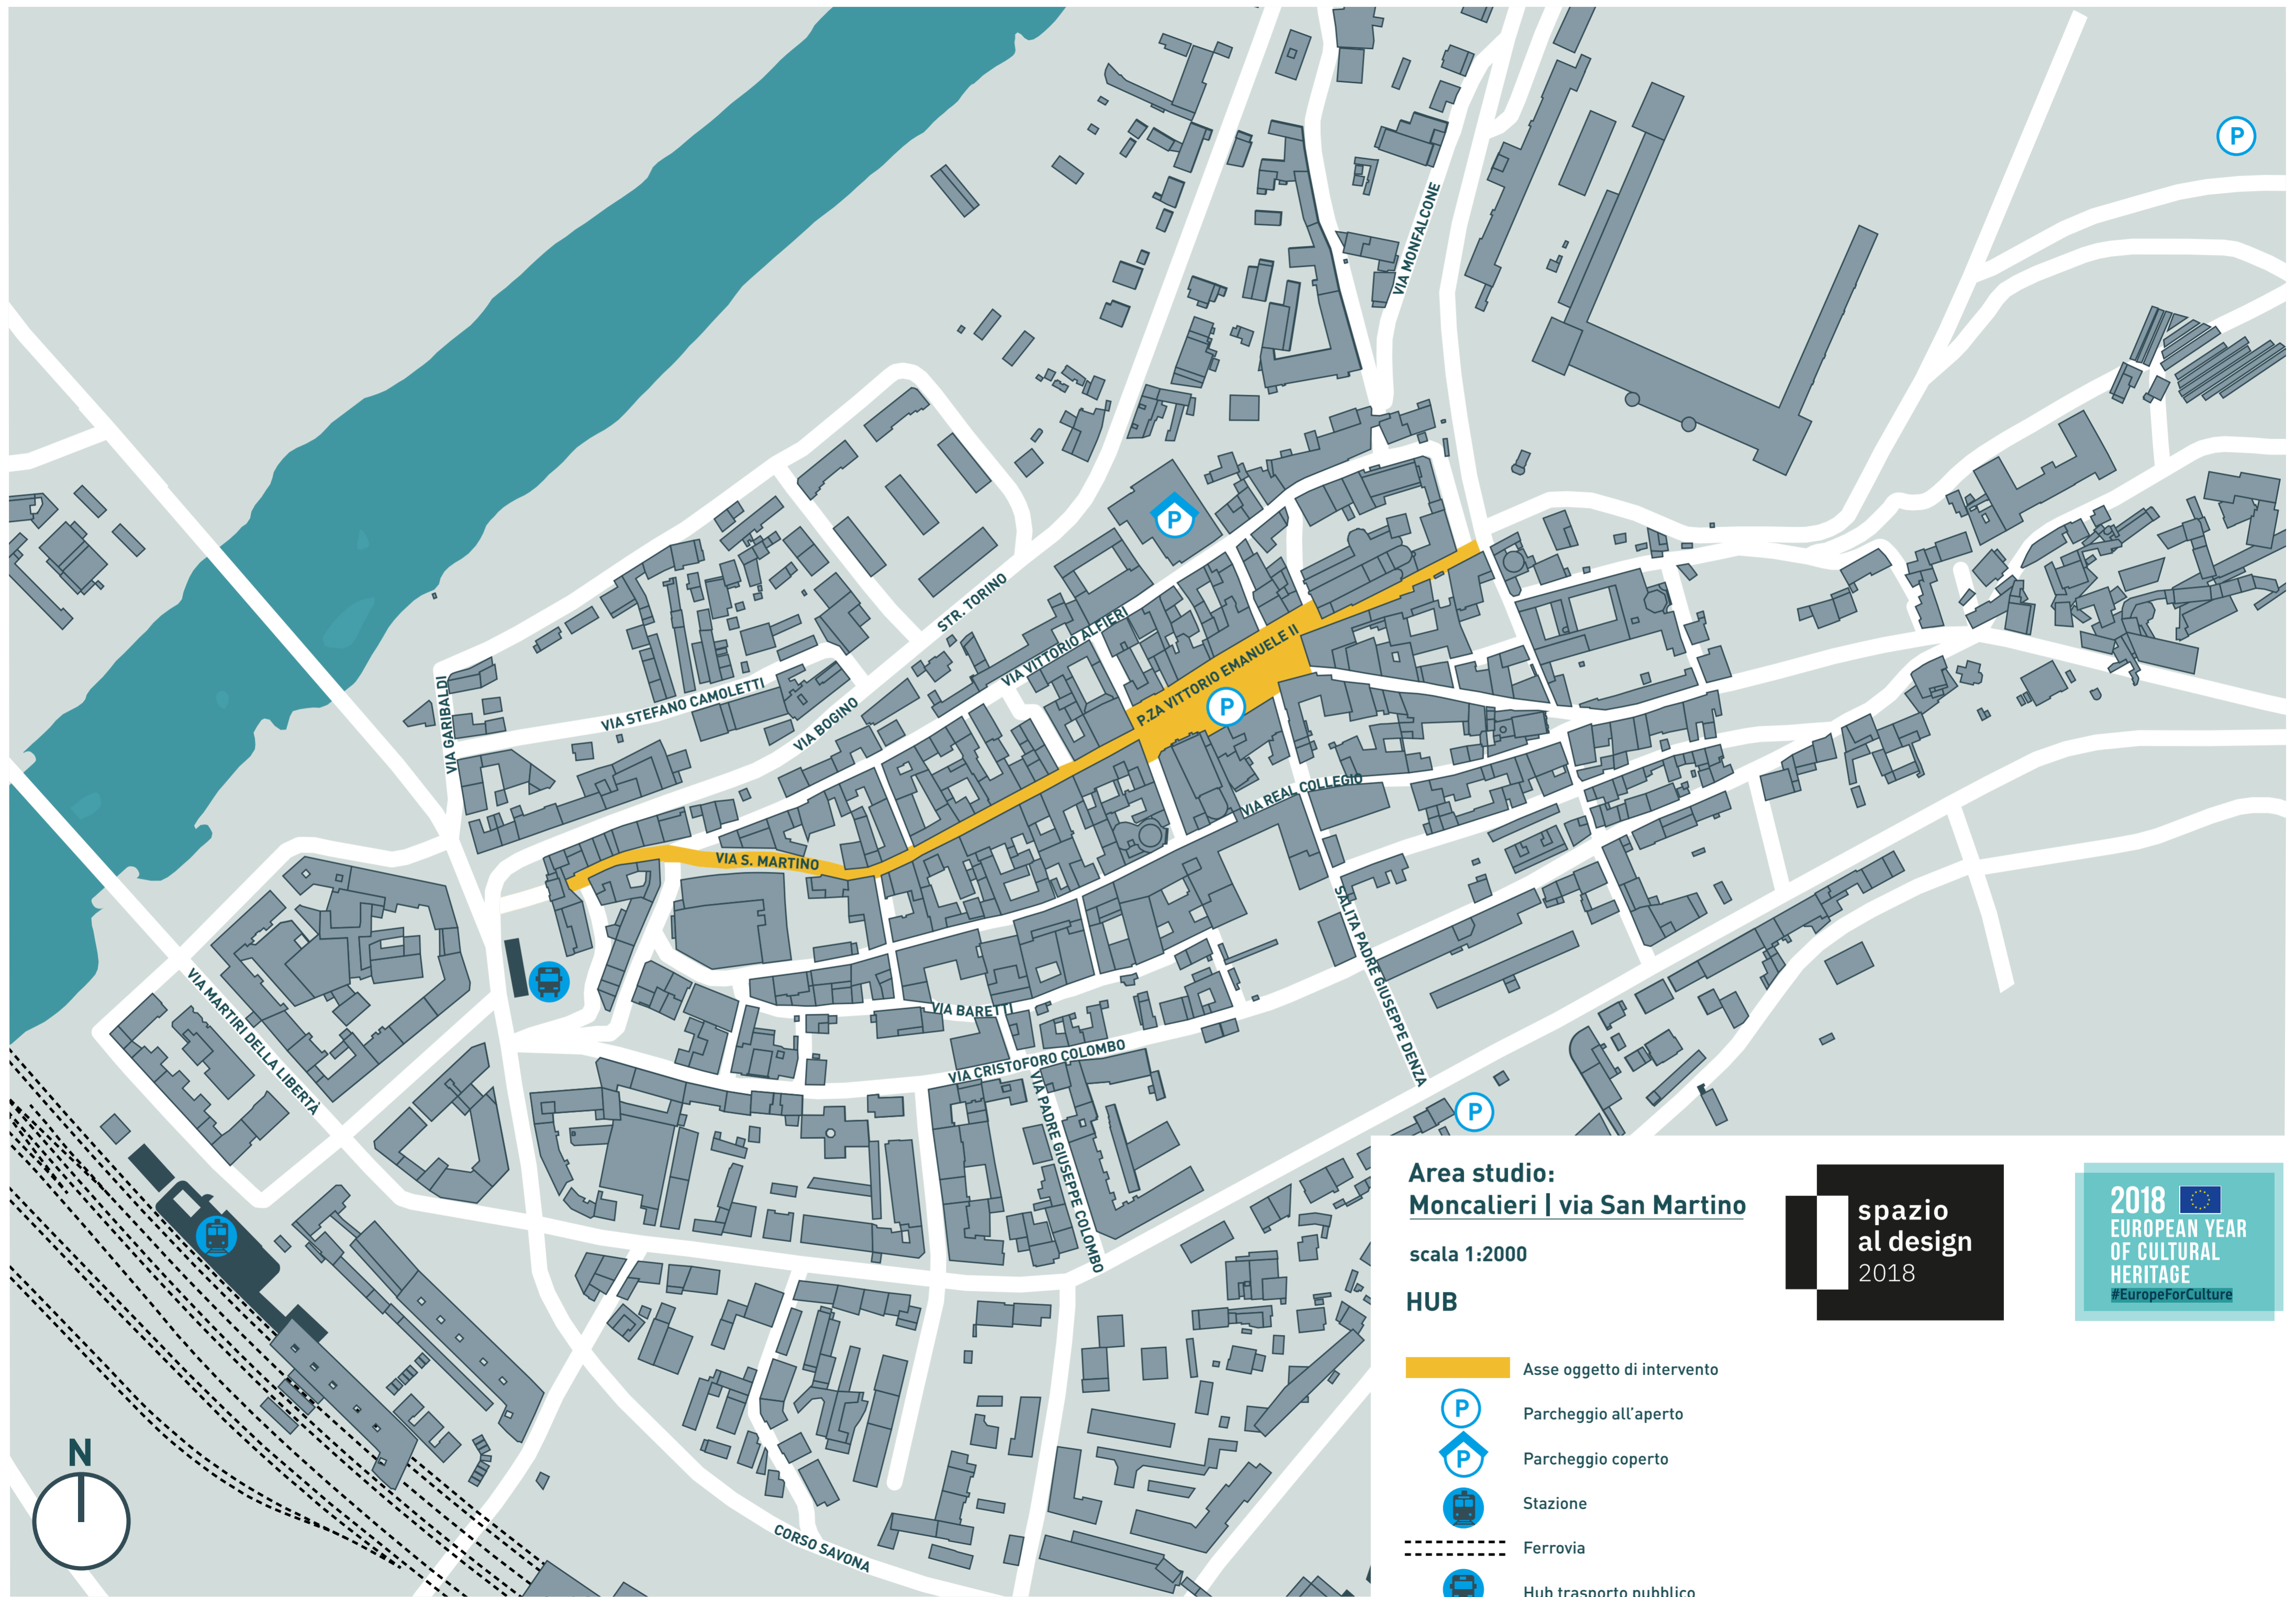 P
VIA MONFALCONE
P
STR. TORINO
VIA VITTORIO ALFIERI
P.ZA VITTORIO EMANUELE II
P
VIA GARIBALDI
VIA STEFANO CAMOLETTI
VIA BOGINO
VIA REAL COLLEGIO
VIA S. MARTINO
SALITA PADRE GIUSEPPE DENZA
VIA MARTIRI DELLA LIBERTÀ
VIA BARETTI
VIA CRISTOFORO COLOMBO
VIA PADRE GIUSEPPE COLOMBO
P
CORSO SAVONA
N
Area studio:
Moncalieri | via San Martino
scala 1:2000
HUB
Asse oggetto di intervento
P
Parcheggio all'aperto
P
Parcheggio coperto
Stazione
Ferrovia
Hub trasporto pubblico
spazio
al design
2018
2018
EUROPEAN YEAR
OF CULTURAL
HERITAGE
#EuropeForCulture